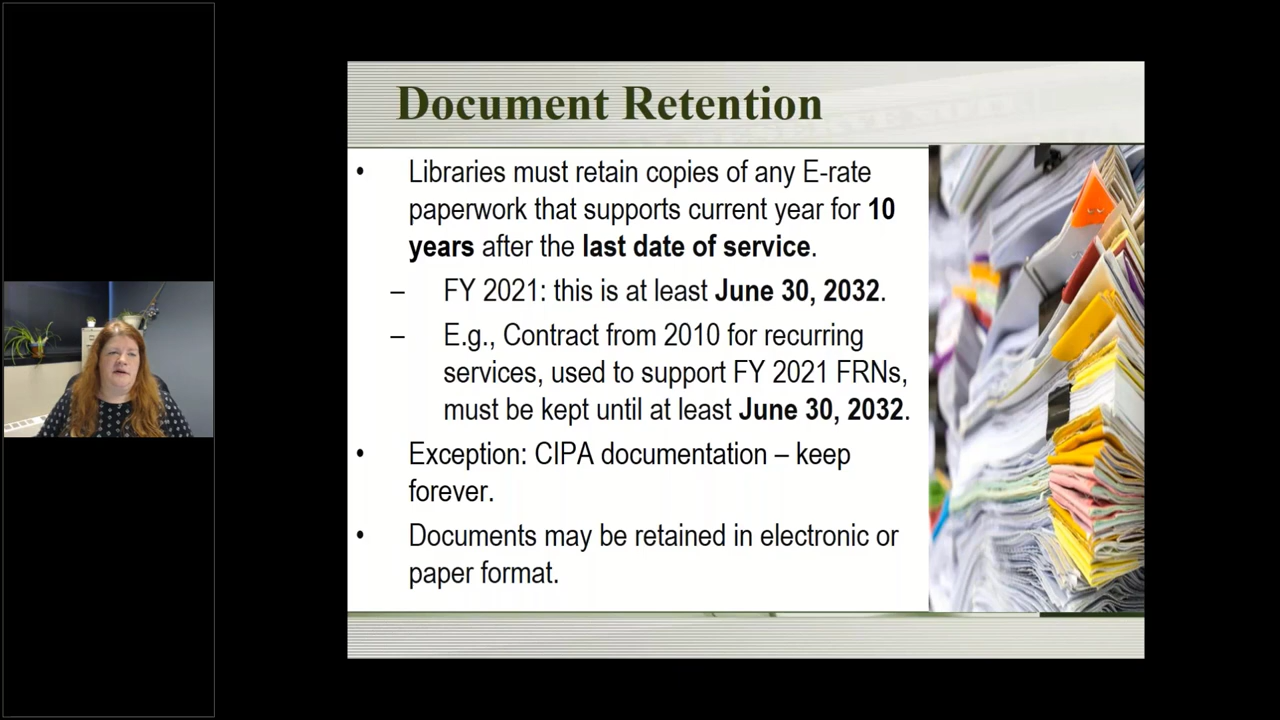 Document Retention
• Libraries must retain copies of any E-rate
paperwork that supports current year for 10
years after the last date of service.
– FY 2021: this is at least June 30, 2032.
– E.g., Contract from 2010 for recurring
services, used to support FY 2021 FRNs,
must be kept until at least June 30, 2032.
• Exception: CIPA documentation – keep
forever.
• Documents may be retained in electronic or
paper format.